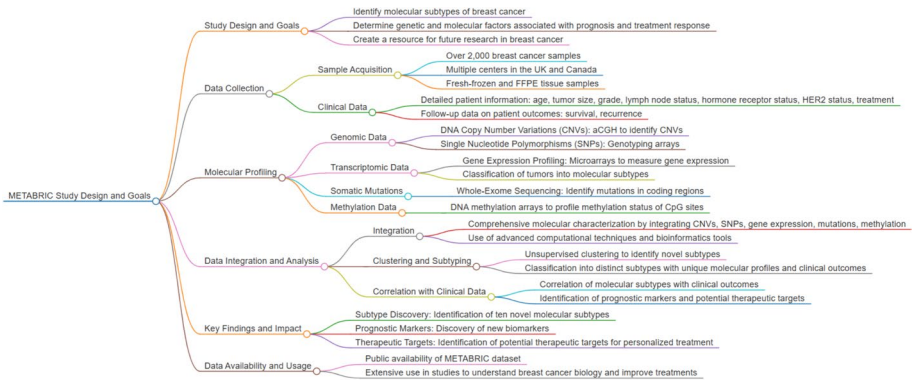 METABRIC Study Design and Goals
Study Design and Goals
Identify molecular subtypes of breast cancer
Determine genetic and molecular factors associated with prognosis and treatment response
Create a resource for future research in breast cancer
Data Collection
Sample Acquisition
Over 2,000 breast cancer samples
Multiple centers in the UK and Canada
Fresh-frozen and FFPE tissue samples
Clinical Data
Detailed patient information: age, tumor size, grade, lymph node status, hormone receptor status, HER2 status, treatment
Follow-up data on patient outcomes: survival, recurrence
Molecular Profiling
Genomic Data
DNA Copy Number Variations (CNVs): aCGH to identify CNVs
Single Nucleotide Polymorphisms (SNPs): Genotyping arrays
Transcriptomic Data
Gene Expression Profiling: Microarrays to measure gene expression
Classification of tumors into molecular subtypes
Somatic Mutations
Whole-Exome Sequencing: Identify mutations in coding regions
Methylation Data
DNA methylation arrays to profile methylation status of CpG sites
Data Integration and Analysis
Integration
Comprehensive molecular characterization by integrating CNVs, SNPs, gene expression, mutations, methylation
Use of advanced computational techniques and bioinformatics tools
Clustering and Subtyping
Unsupervised clustering to identify novel subtypes
Classification into distinct subtypes with unique molecular profiles and clinical outcomes
Correlation with Clinical Data
Correlation of molecular subtypes with clinical outcomes
Identification of prognostic markers and potential therapeutic targets
Key Findings and Impact
Subtype Discovery: Identification of ten novel molecular subtypes
Prognostic Markers: Discovery of new biomarkers
Therapeutic Targets: Identification of potential therapeutic targets for personalized treatment
Data Availability and Usage
Public availability of METABRIC dataset
Extensive use in studies to understand breast cancer biology and improve treatments